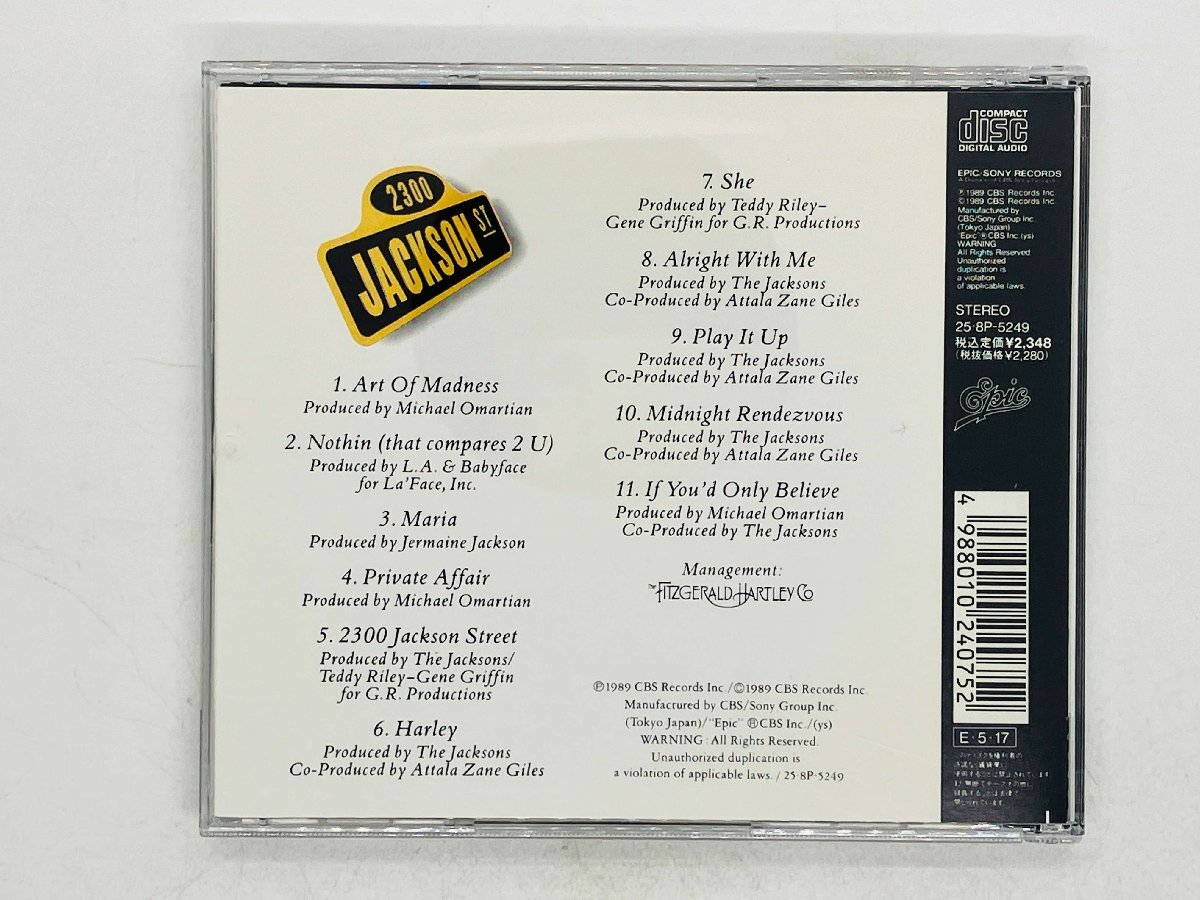 2300
JACKSON ST
1. Art Of Madness
Produced by Michael Omartian
2. Nothin (that compares 2 U)
Produced by L.A. & Babyface
for La'Face, Inc.
3. Maria
Produced by Jermaine Jackson
4. Private Affair
Produced by Michael Omartian
5. 2300 Jackson Street
Produced by The Jacksons/
Teddy Riley–Gene Griffin
for G.R. Productions
6. Harley
Produced by The Jacksons
Co-Produced by Attala Zane Giles
7. She
Produced by Teddy Riley–
Gene Griffin for G.R. Productions
8. Alright With Me
Produced by The Jacksons
Co-Produced by Attala Zane Giles
9. Play It Up
Produced by The Jacksons
Co-Produced by Attala Zane Giles
10. Midnight Rendezvous
Produced by The Jacksons
Co-Produced by Attala Zane Giles
11. If You'd Only Believe
Produced by Michael Omartian
Co-Produced by The Jacksons
Management:
The FITZGERALD HARTLEY Co
℗1989 CBS Records Inc./©1989 CBS Records Inc.
Manufactured by CBS/Sony Group Inc.
(Tokyo Japan)/"Epic" ®CBS Inc./(ys)
WARNING: All Rights Reserved.
Unauthorized duplication is
a violation of applicable laws. / 25·8P-5249
COMPACT
disc
DIGITAL AUDIO
EPIC/SONY RECORDS
℗1989 CBS Records Inc
©1989 CBS Records Inc
Manufactured by
CBS/Sony Group Inc
(Tokyo Japan)
"Epic" ® CBS Inc. (ys)
WARNING
All Rights Reserved
Unauthorized
duplication is
a violation
of applicable laws.
STEREO
25·8P-5249
税込定価¥2,348
(税抜価格¥2,280)
Epic
4 988010 240752
E·5·17